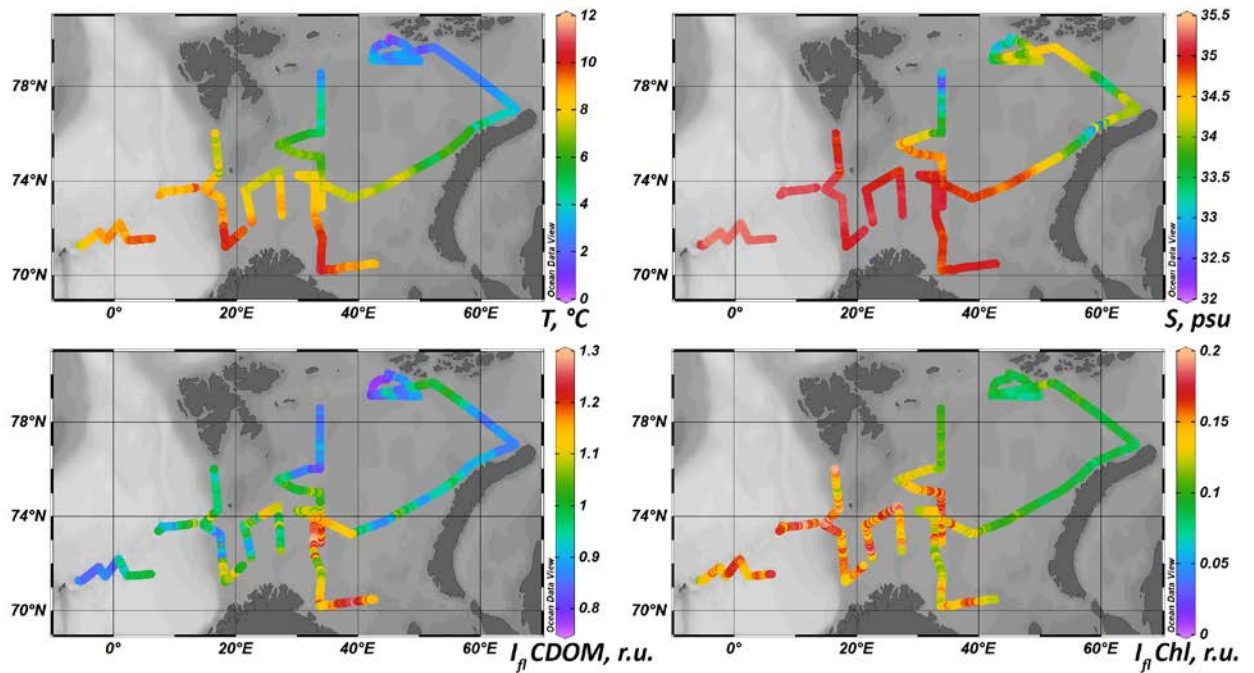 12
10
8
6
4
2
0
78°N
74°N
70°N
0°
20°E
40°E
60°E
Ocean Data View
T, °C
35.5
35
34.5
34
33.5
33
32.5
32
78°N
74°N
70°N
0°
20°E
40°E
60°E
Ocean Data View
S, psu
1.3
1.2
1.1
1
0.9
0.8
78°N
74°N
70°N
0°
20°E
40°E
60°E
Ocean Data View
I_fl CDOM, r.u.
0.2
0.15
0.1
0.05
0
78°N
74°N
70°N
0°
20°E
40°E
60°E
Ocean Data View
I_fl Chl, r.u.